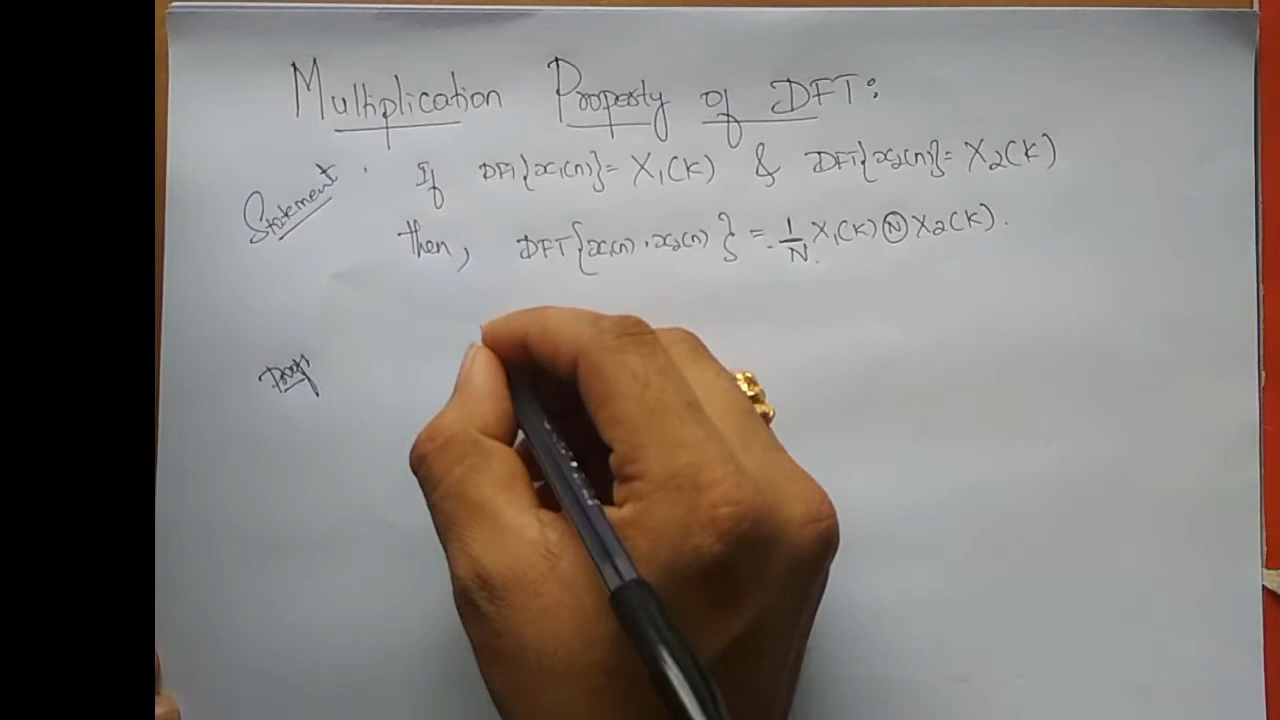 Multiplication Property of DFT:
Statement. If DFT{x₁(n)}= X₁(K) & DFT{x₂(n)}= X₂(K)
then, DFT{x₁(n).x₂(n)} = 1/N X₁(K) Ⓝ X₂(K).
Proof